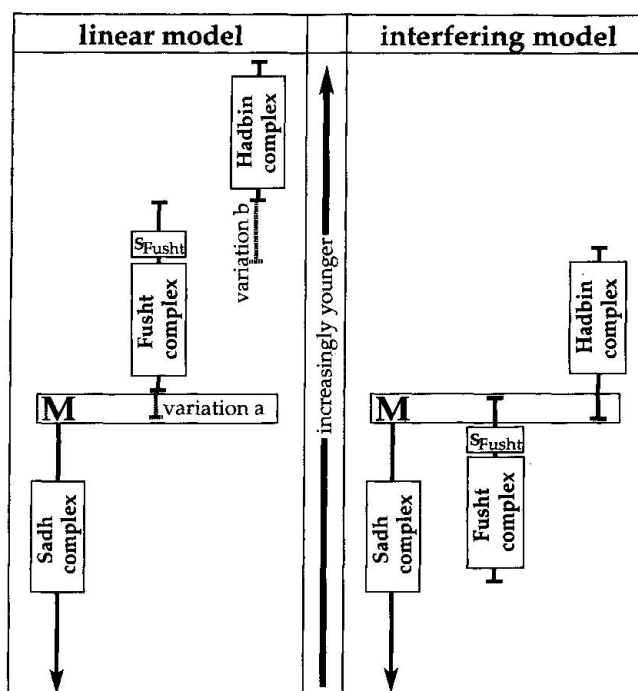 linear model
Hadbin
complex
variation b
SFusht
Fusht
complex
M
variation a
Sadh
complex
increasingly younger
interfering model
Hadbin
complex
M
SFusht
Fusht
complex
Sadh
complex